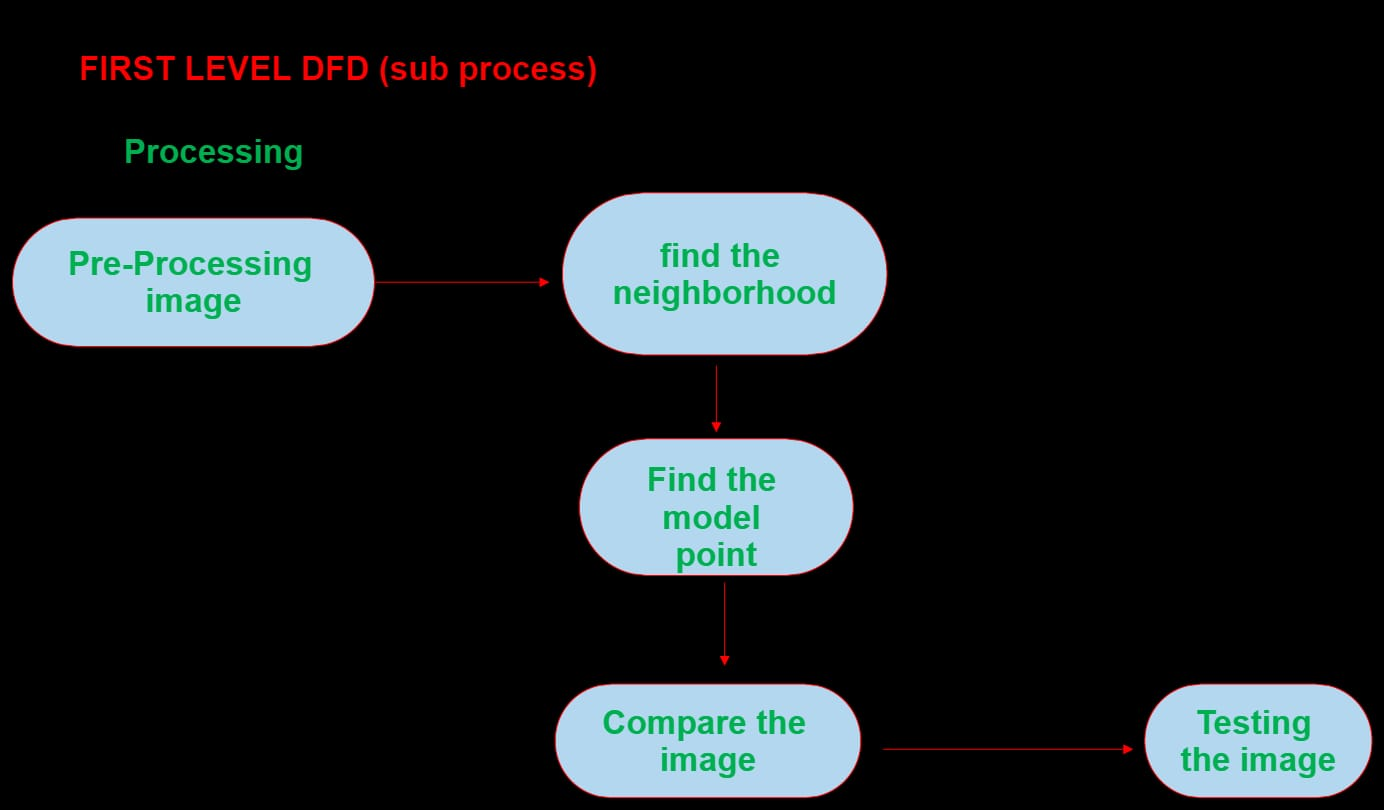 FIRST LEVEL DFD (sub process)
Processing
Pre-Processing
image
find the
neighborhood
Find the
model
point
Compare the
image
Testing
the image